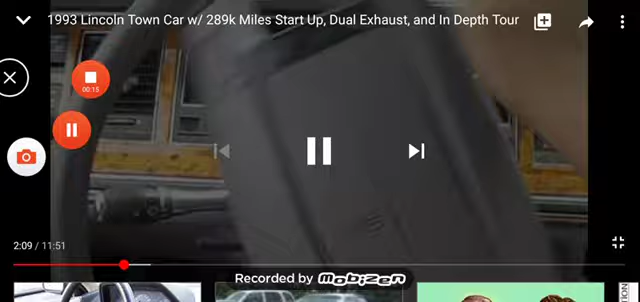 1993 Lincoln Town Car w/ 289k Miles Start Up, Dual Exhaust, and In Depth Tour
00:15
2:09 / 11:51
Recorded by MOBIZEN